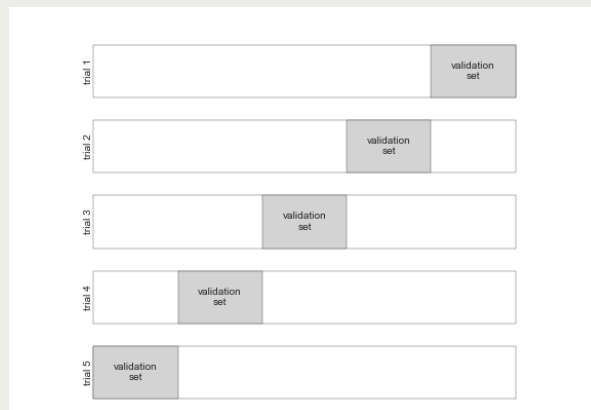 trial 1
validation
set
trial 2
validation
set
trial 3
validation
set
trial 4
validation
set
trial 5
validation
set